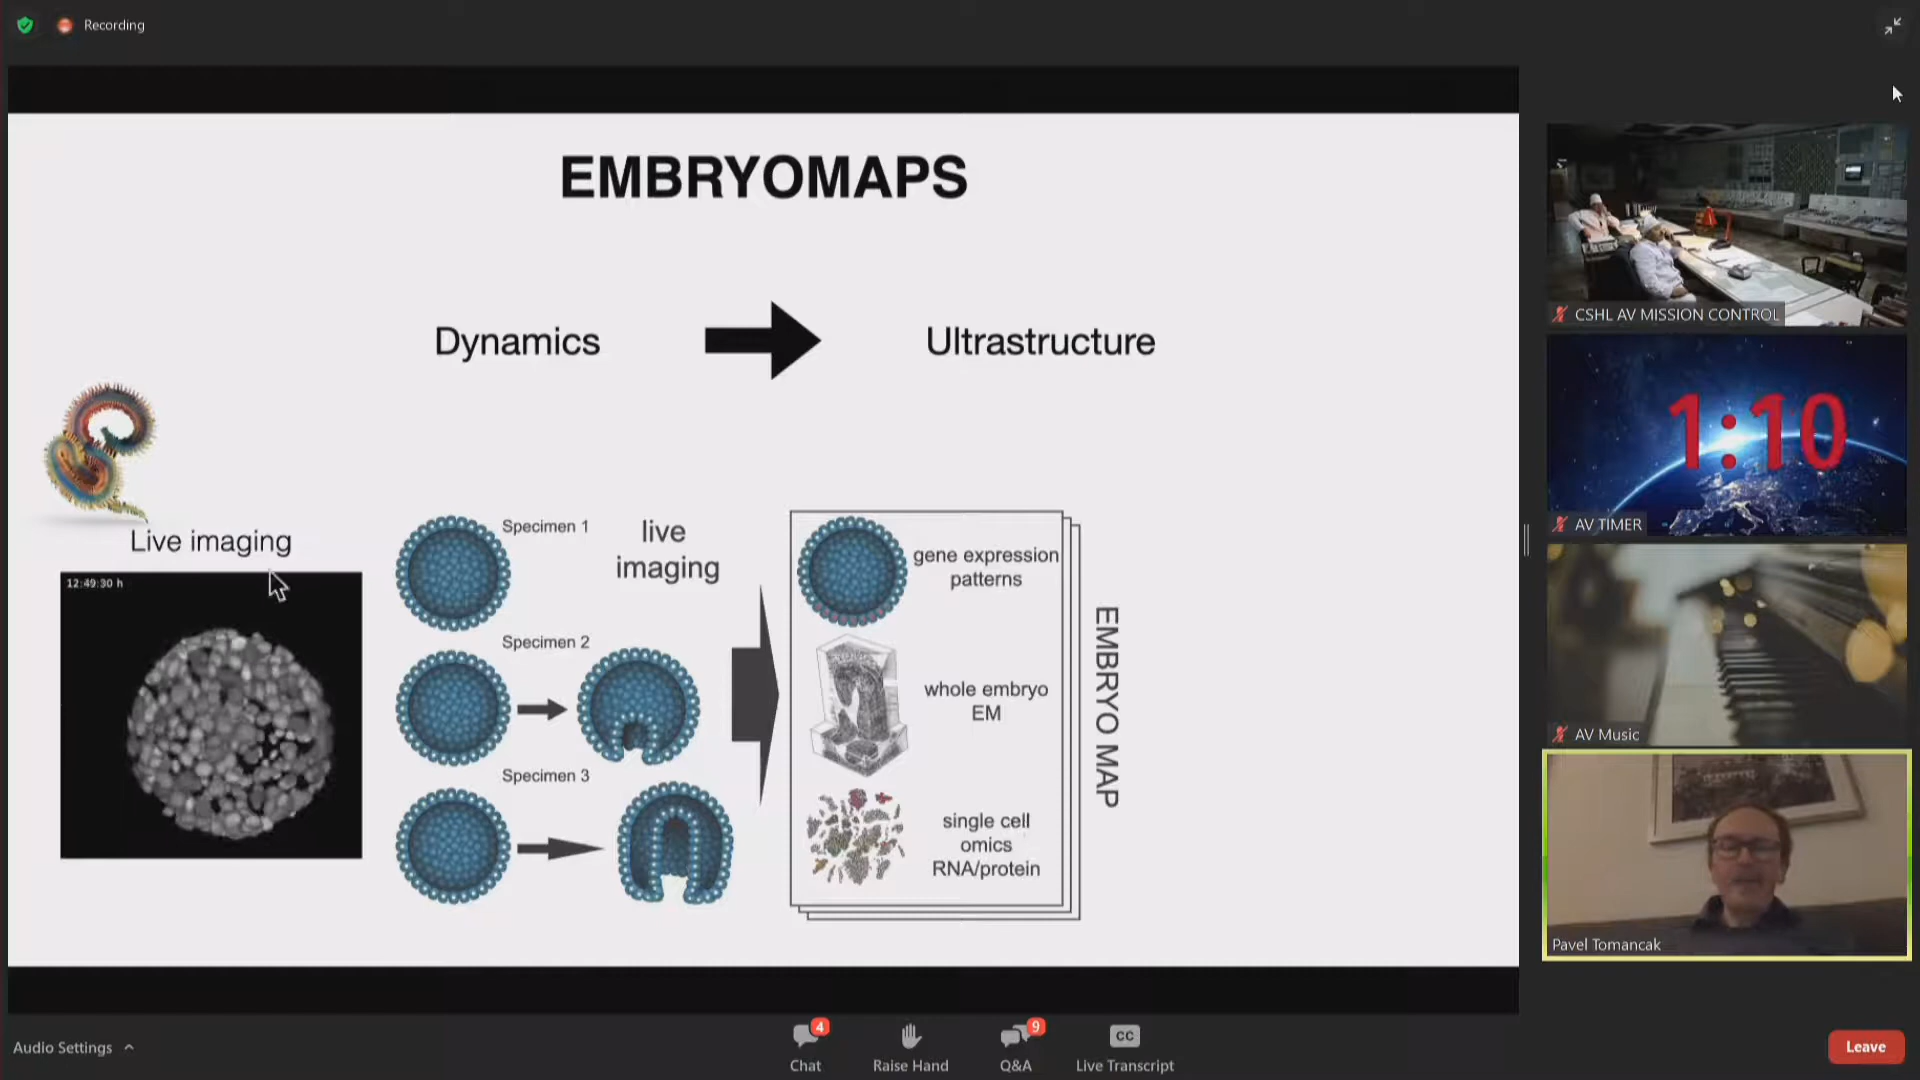 Recording
EMBRYOMAPS
Dynamics
Ultrastructure
Live imaging
12:49:30 h
Specimen 1
live
imaging
Specimen 2
Specimen 3
gene expression
patterns
whole embryo
EM
single cell
omics
RNA/protein
EMBRYO MAP
CSHL AV MISSION CONTROL
1:10
AV TIMER
AV Music
Pavel Tomancak
Audio Settings
4
Chat
Raise Hand
9
Q&A
CC
Live Transcript
Leave